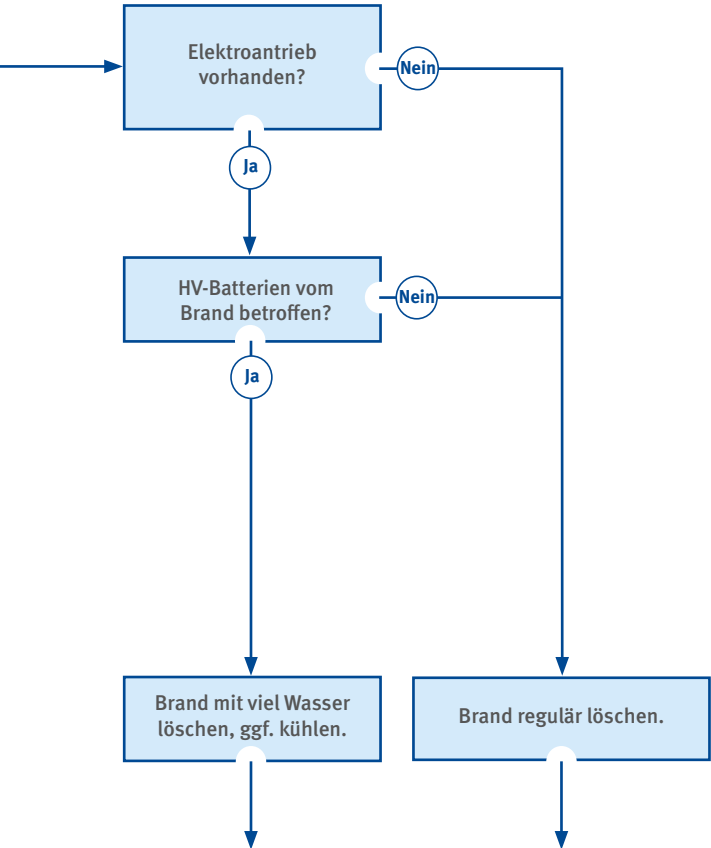 Elektroantrieb
vorhanden?
Nein
Ja
HV-Batterien vom
Brand betroffen?
Nein
Ja
Brand mit viel Wasser
löschen, ggf. kühlen.
Brand regulär löschen.